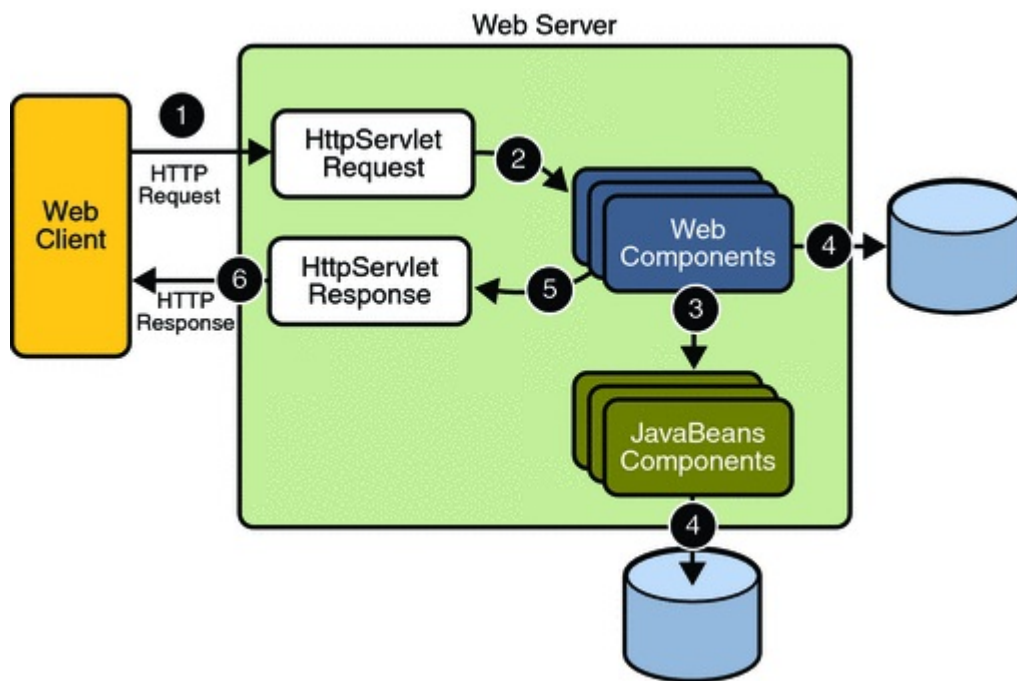 Web Server
1
HTTP
Request
HttpServlet
Request
2
Web
Client
Web
Components
4
6
HTTP
Response
HttpServlet
Response
5
3
JavaBeans
Components
4